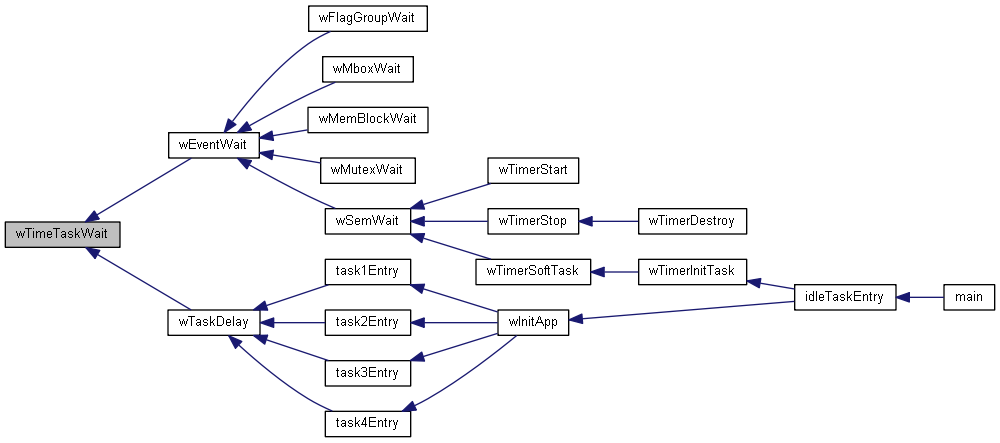 wFlagGroupWait
wMboxWait
wMemBlockWait
wEventWait
wMutexWait
wTimerStart
wSemWait
wTimerStop
wTimerDestroy
wTimeTaskWait
wTimerSoftTask
wTimerInitTask
task1Entry
idleTaskEntry
main
wTaskDelay
task2Entry
wInitApp
task3Entry
task4Entry